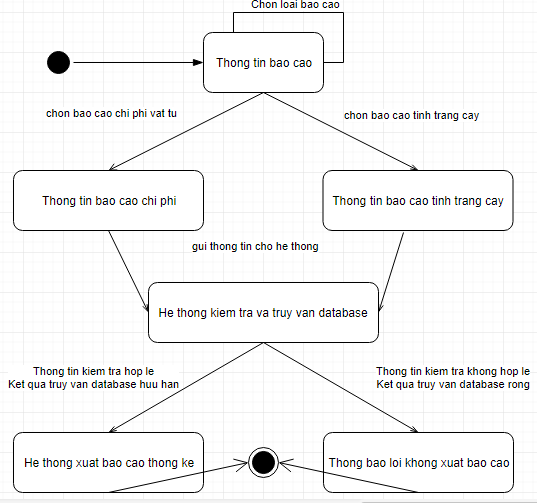 Chon loai bao cao
Thong tin bao cao
chon bao cao chi phi vat tu
chon bao cao tinh trang cay
Thong tin bao cao chi phi
Thong tin bao cao tinh trang cay
gui thong tin cho he thong
He thong kiem tra va truy van database
Thong tin kiem tra hop le
Ket qua truy van database huu han
Thong tin kiem tra khong hop le
Ket qua truy van database rong
He thong xuat bao cao thong ke
Thong bao loi khong xuat bao cao